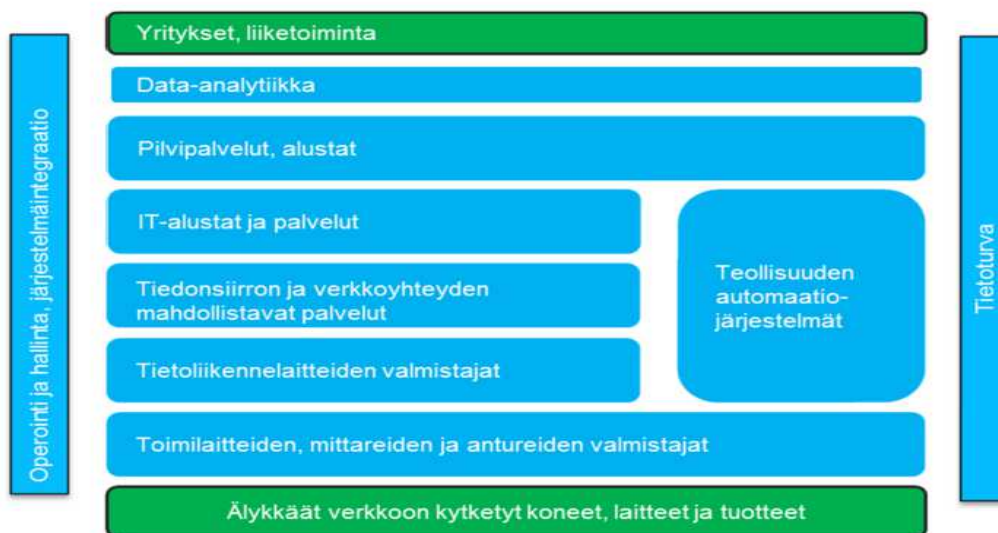 Operointi ja hallinta, järjestelmäintegraatio
Yritykset, liiketoiminta
Data-analytiikka
Pilvipalvelut, alustat
IT-alustat ja palvelut
Tiedonsiirron ja verkkoyhteyden
mahdollistavat palvelut
Tietoliikennelaitteiden valmistajat
Teollisuuden
automaatio-
järjestelmät
Toimilaitteiden, mittareiden ja antureiden valmistajat
Älykkäät verkkoon kytketyt koneet, laitteet ja tuotteet
Tietoturva